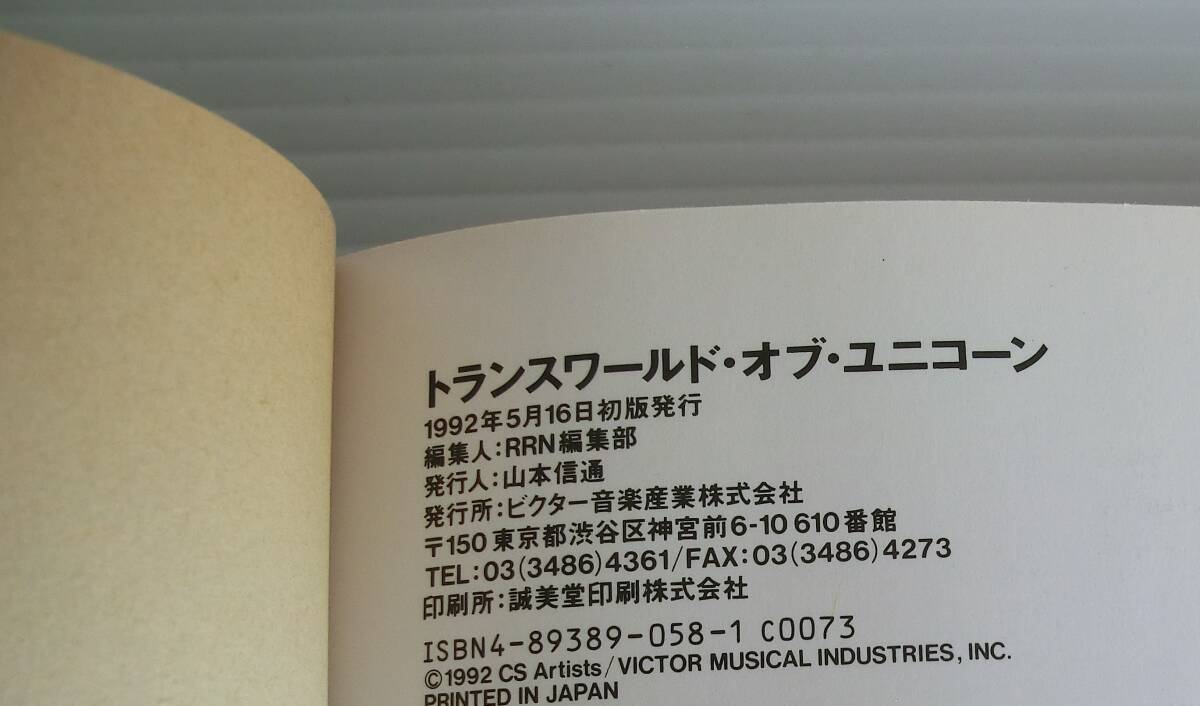 トランスワールド・オブ・ユニコーン
1992年5月16日初版発行
編集人:RRN編集部
発行人:山本信通
発行所:ビクター音楽産業株式会社
〒150 東京都渋谷区神宮前6-10 610番館
TEL:03(3486)4361/FAX:03(3486)4273
印刷所:誠美堂印刷株式会社
ISBN4-89389-058-1 C0073
©1992 CS Artists/VICTOR MUSICAL INDUSTRIES, INC.
PRINTED IN JAPAN